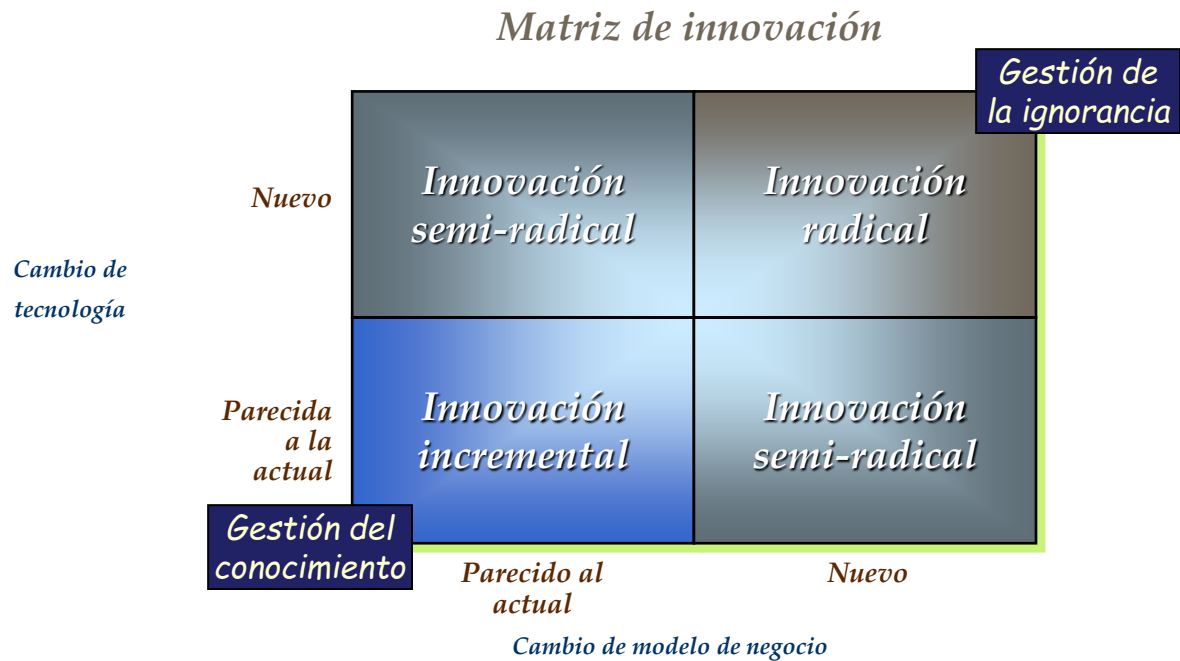 Matriz de innovación
Gestión de
la ignorancia
Nuevo
Innovación
semi-radical
Innovación
radical
Cambio de
tecnología
Parecida
a la
actual
Innovación
incremental
Innovación
semi-radical
Gestión del
conocimiento
Parecido al
actual
Nuevo
Cambio de modelo de negocio